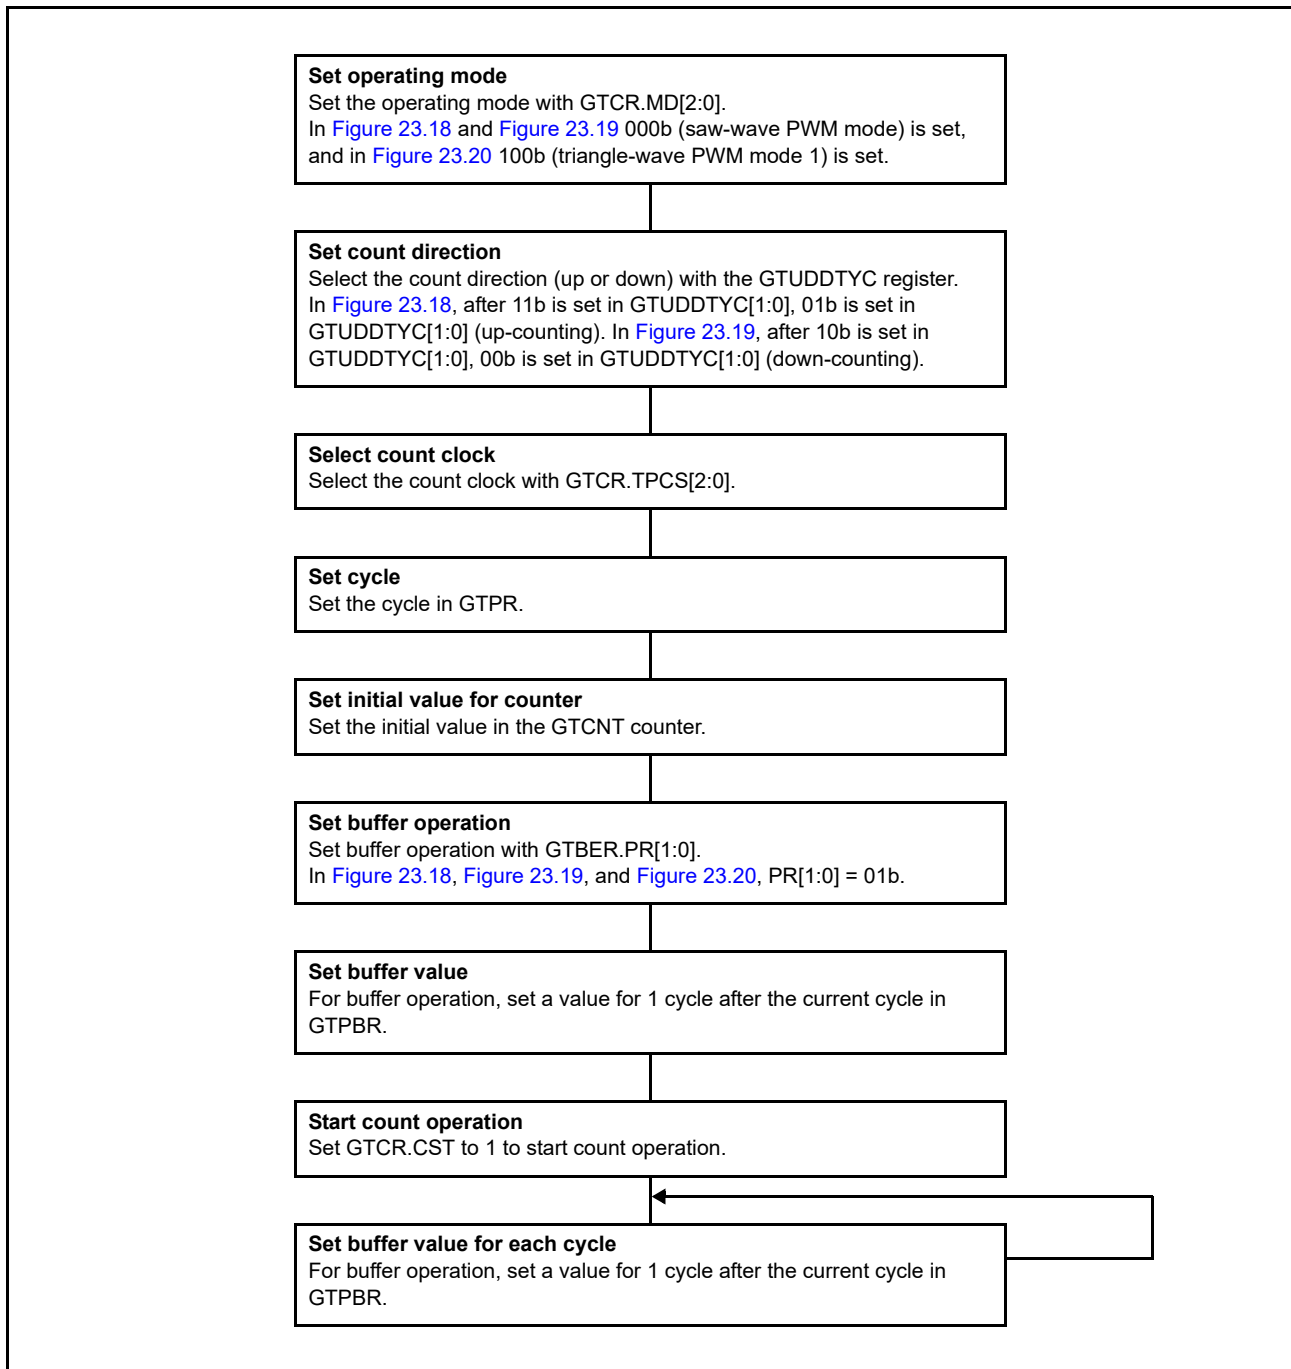 Set operating mode
Set the operating mode with GTCR.MD[2:0].
In Figure 23.18 and Figure 23.19 000b (saw-wave PWM mode) is set,
and in Figure 23.20 100b (triangle-wave PWM mode 1) is set.
Set count direction
Select the count direction (up or down) with the GTUDDTYC register.
In Figure 23.18, after 11b is set in GTUDDTYC[1:0], 01b is set in
GTUDDTYC[1:0] (up-counting). In Figure 23.19, after 10b is set in
GTUDDTYC[1:0], 00b is set in GTUDDTYC[1:0] (down-counting).
Select count clock
Select the count clock with GTCR.TPCS[2:0].
Set cycle
Set the cycle in GTPR.
Set initial value for counter
Set the initial value in the GTCNT counter.
Set buffer operation
Set buffer operation with GTBER.PR[1:0].
In Figure 23.18, Figure 23.19, and Figure 23.20, PR[1:0] = 01b.
Set buffer value
For buffer operation, set a value for 1 cycle after the current cycle in
GTPBR.
Start count operation
Set GTCR.CST to 1 to start count operation.
Set buffer value for each cycle
For buffer operation, set a value for 1 cycle after the current cycle in
GTPBR.